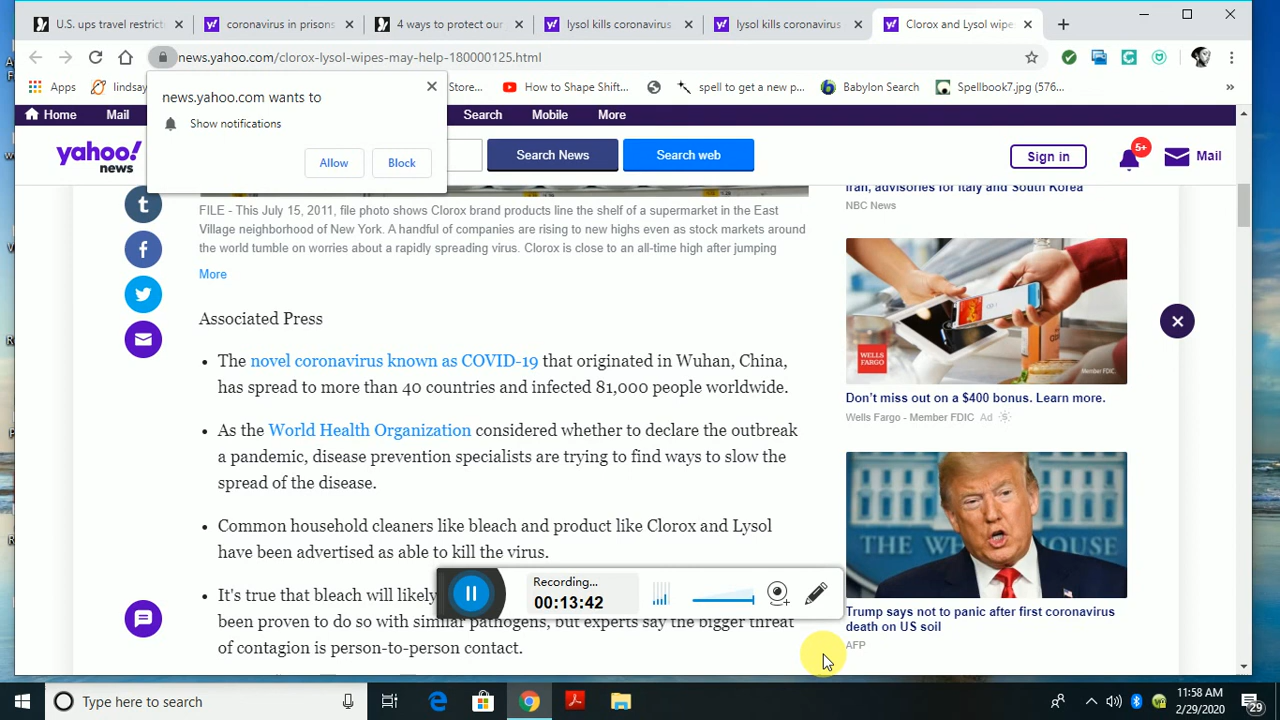 U.S. ups travel restrict
coronavirus in prisons
4 ways to protect our
lysol kills coronavirus
lysol kills coronavirus
Clorox and Lysol wipe
news.yahoo.com/clorox-lysol-wipes-may-help-180000125.html
Apps
lindsay
Store...
How to Shape Shift...
spell to get a new p...
Babylon Search
Spellbook7.jpg (576...
»
news.yahoo.com wants to
Show notifications
Allow
Block
Home
Mail
Search
Mobile
More
yahoo!
news
Search News
Search web
Sign in
5+
Mail
FILE - This July 15, 2011, file photo shows Clorox brand products line the shelf of a supermarket in the East
Village neighborhood of New York. A handful of companies are rising to new highs even as stock markets around
the world tumble on worries about a rapidly spreading virus. Clorox is close to an all-time high after jumping
More
Associated Press
• The novel coronavirus known as COVID-19 that originated in Wuhan, China,
has spread to more than 40 countries and infected 81,000 people worldwide.
• As the World Health Organization considered whether to declare the outbreak
a pandemic, disease prevention specialists are trying to find ways to slow the
spread of the disease.
• Common household cleaners like bleach and product like Clorox and Lysol
have been advertised as able to kill the virus.
• It's true that bleach will likely
been proven to do so with similar pathogens, but experts say the bigger threat
of contagion is person-to-person contact.
Iran, advisories for Italy and South Korea
NBC News
WELLS
FARGO
Member FDIC.
Don't miss out on a $400 bonus. Learn more.
Wells Fargo - Member FDIC Ad
THE WHITE HOUSE
Trump says not to panic after first coronavirus
death on US soil
AFP
Recording...
00:13:42
Type here to search
11:58 AM
2/29/2020
29